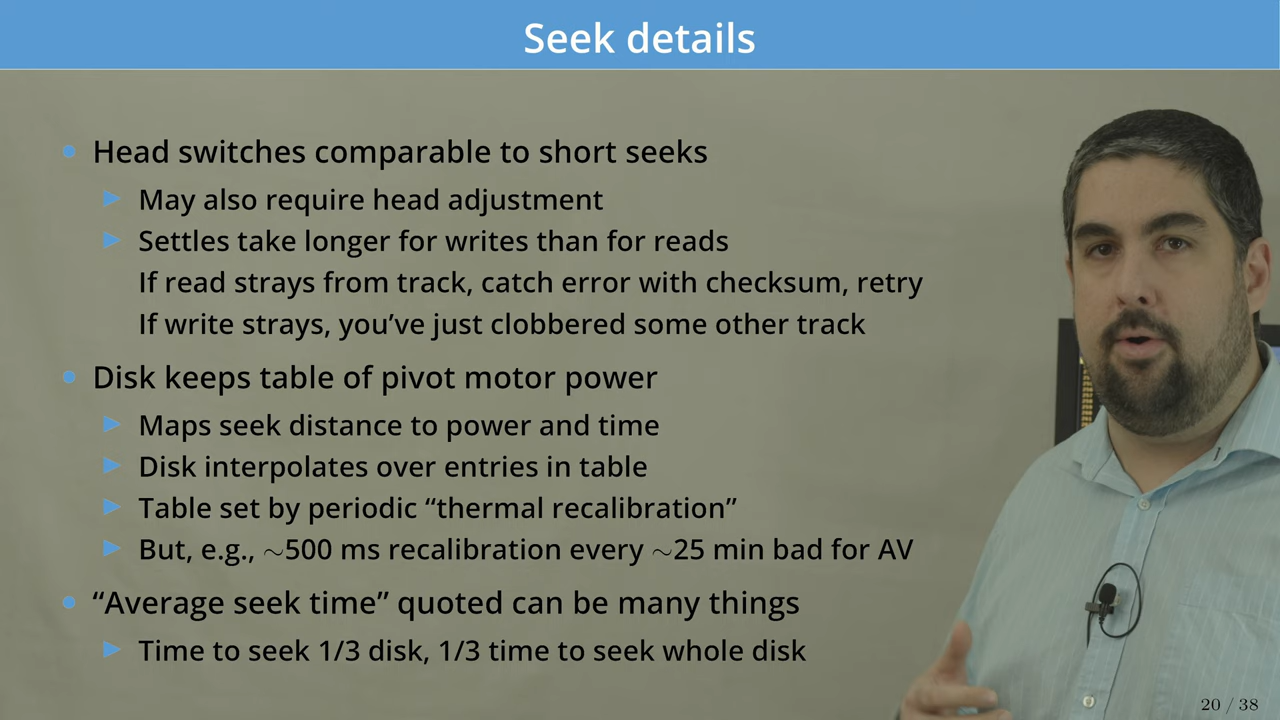 Seek details
Head switches comparable to short seeks
May also require head adjustment
Settles take longer for writes than for reads
If read strays from track, catch error with checksum, retry
If write strays, you’ve just clobbered some other track
Disk keeps table of pivot motor power
Maps seek distance to power and time
Disk interpolates over entries in table
Table set by periodic “thermal recalibration”
But, e.g., ∼500 ms recalibration every ∼25 min bad for AV
“Average seek time” quoted can be many things
Time to seek 1/3 disk, 1/3 time to seek whole disk
20 / 38